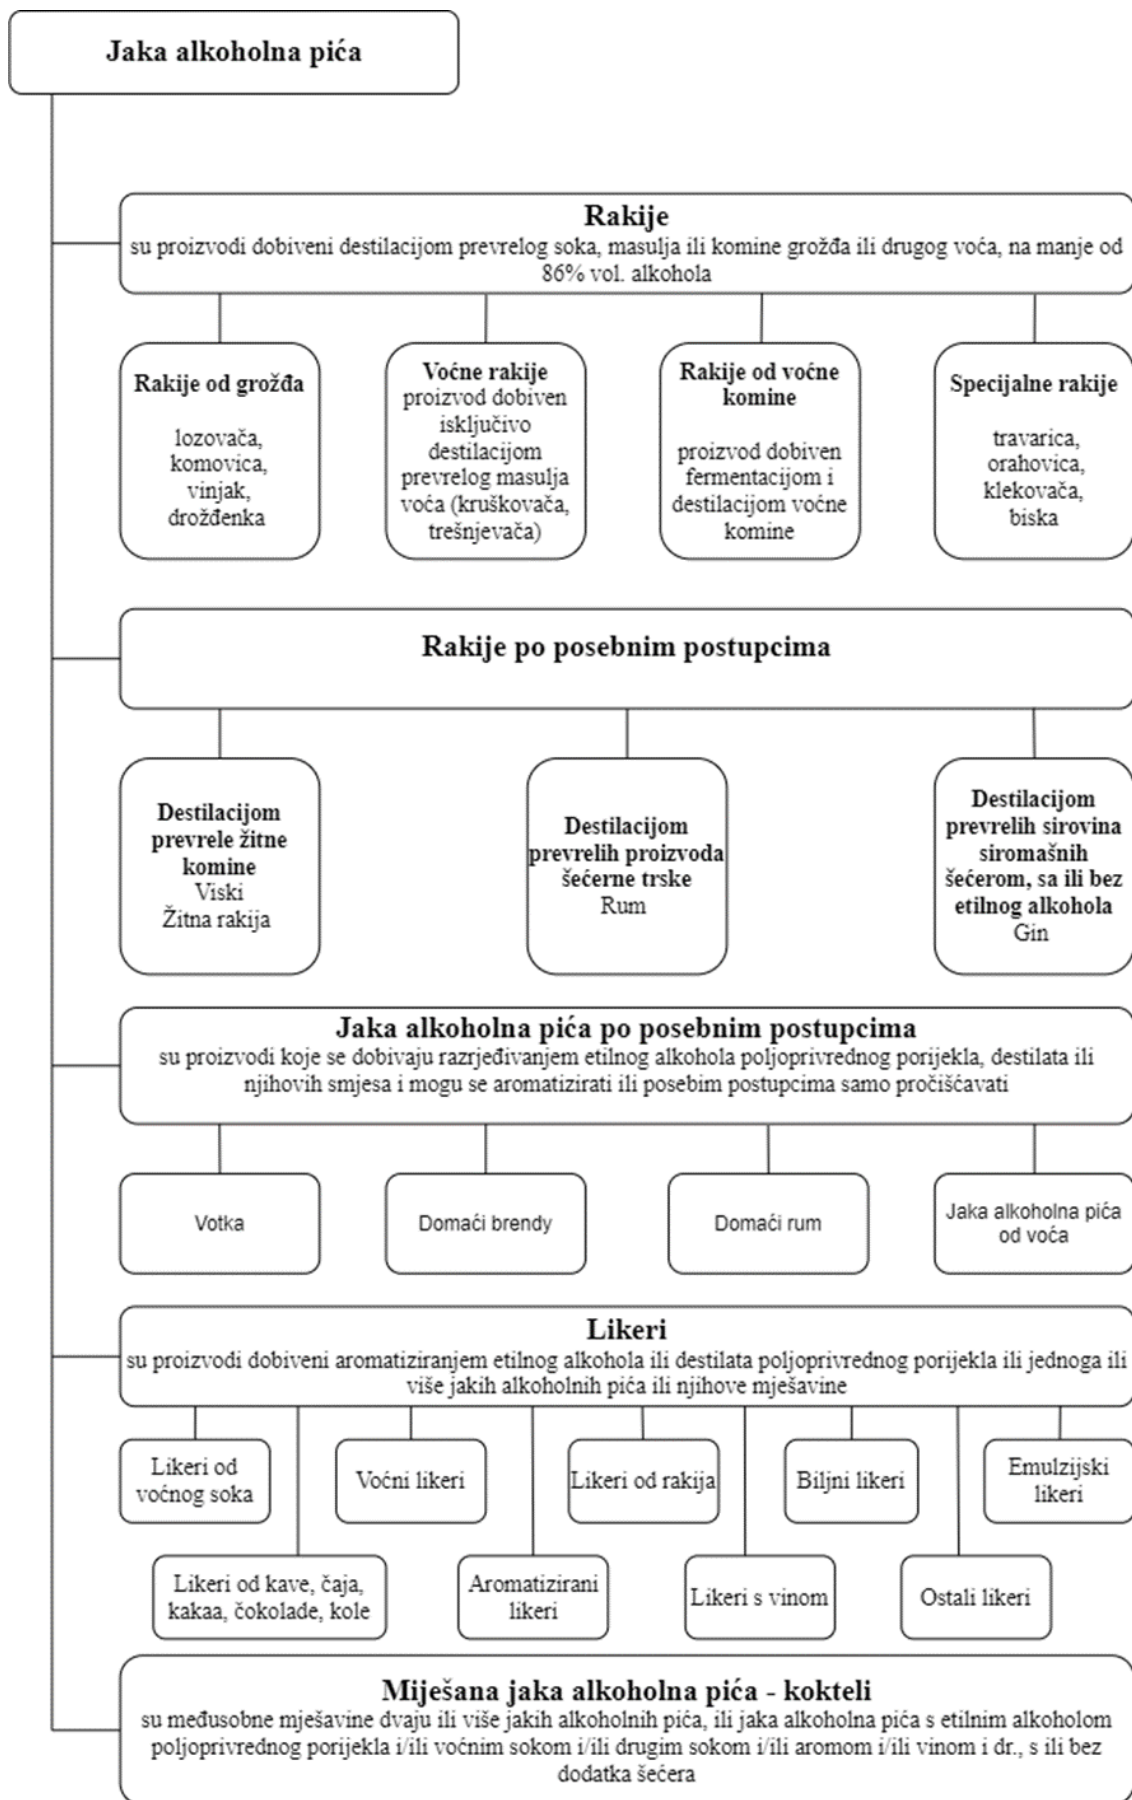 Jaka alkoholna pića
Rakije
su proizvodi dobiveni destilacijom prevrelog soka, masulja ili komine grožđa ili drugog voća, na manje od
86% vol. alkohola
Rakije od grožđa
lozovača,
komovica,
vinjak,
drožđenka
Voćne rakije
proizvod dobiven
isključivo
destilacijom
prevrelog masulja
voća (kruškovača,
trešnjevača)
Rakije od voćne
komine
proizvod dobiven
fermentacijom i
destilacijom voćne
komine
Specijalne rakije
travarica,
orahovica,
klekovača,
biska
Rakije po posebnim postupcima
Destilacijom
prevrele žitne
komine
Viski
Žitna rakija
Destilacijom
prevrelih proizvoda
šećerne trske
Rum
Destilacijom
prevrelih sirovina
siromašnih
šećerom, sa ili bez
etilnog alkohola
Gin
Jaka alkoholna pića po posebnim postupcima
su proizvodi koje se dobivaju razrjeđivanjem etilnog alkohola poljoprivrednog porijekla, destilata ili
njihovih smjesa i mogu se aromatizirati ili posebim postupcima samo pročišćavati
Votka
Domaći brendy
Domaći rum
Jaka alkoholna pića
od voća
Likeri
su proizvodi dobiveni aromatiziranjem etilnog alkohola ili destilata poljoprivrednog porijekla ili jednoga ili
više jakih alkoholnih pića ili njihove mješavine
Likeri od
voćnog soka
Voćni likeri
Likeri od rakija
Biljni likeri
Emulzijski
likeri
Likeri od kave, čaja,
kakaa, čokolade, kole
Aromatizirani
likeri
Likeri s vinom
Ostali likeri
Miješana jaka alkoholna pića - kokteli
su međusobne mješavine dvaju ili više jakih alkoholnih pića, ili jaka alkoholna pića s etilnim alkoholom
poljoprivrednog porijekla i/ili voćnim sokom i/ili drugim sokom i/ili aromom i/ili vinom i dr., s ili bez
dodatka šećera